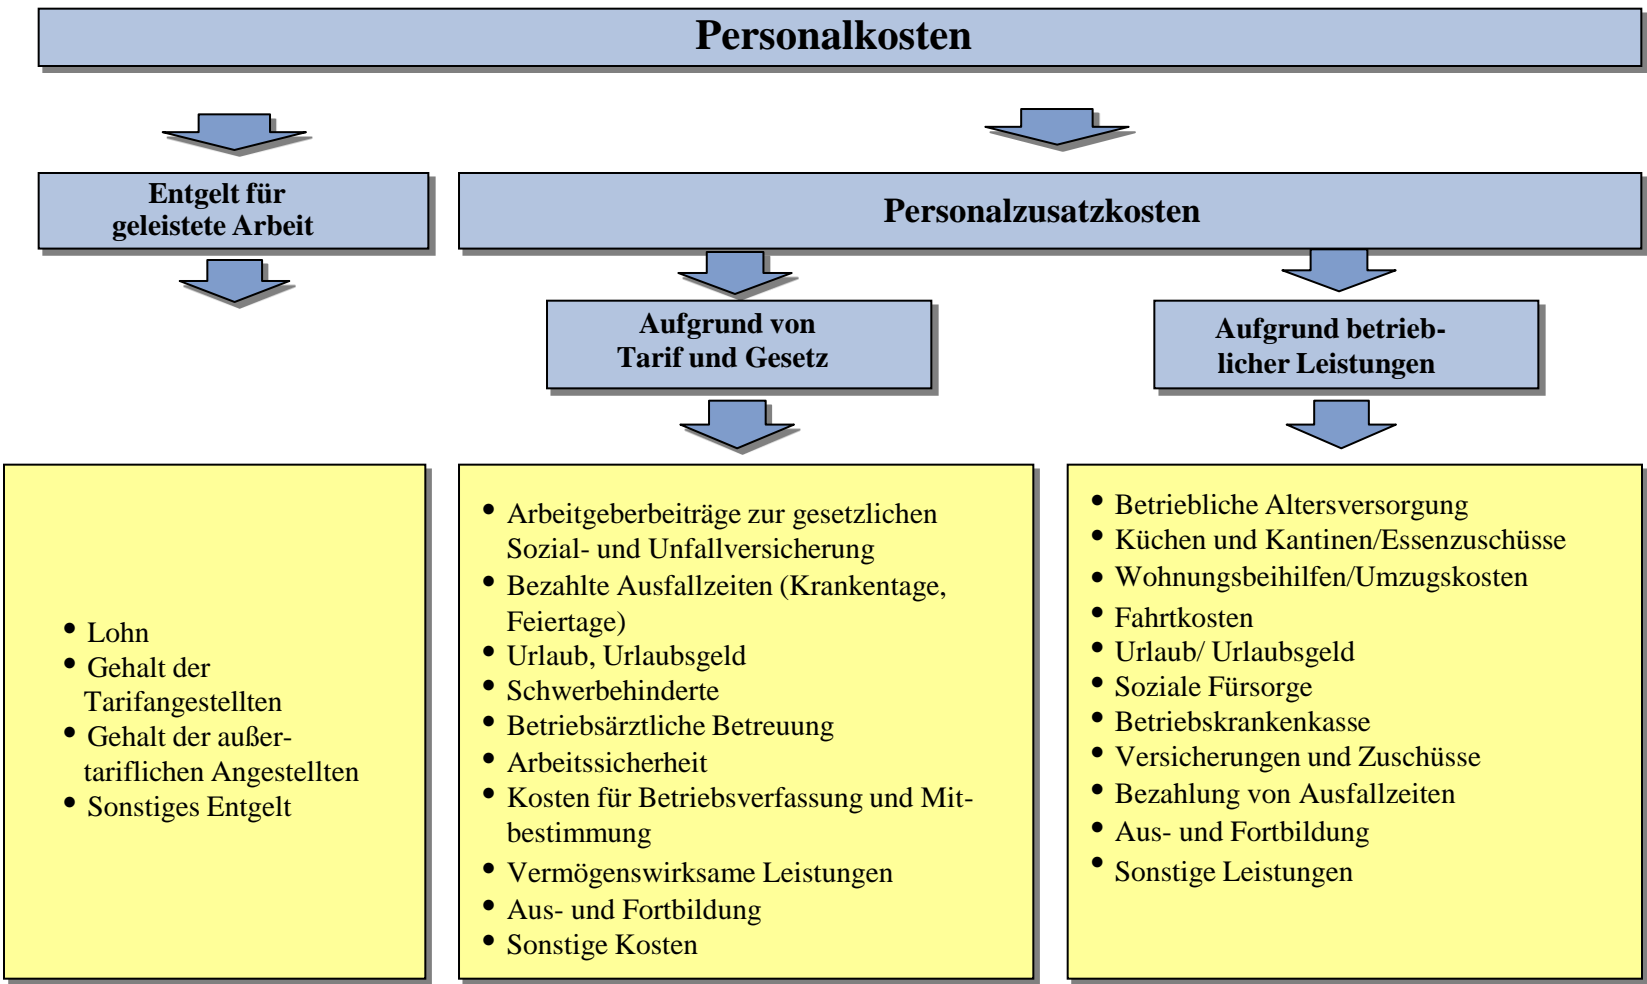 Personalkosten
Entgelt für
geleistete Arbeit
Personalzusatzkosten
Aufgrund von
Tarif und Gesetz
Aufgrund betrieb-
licher Leistungen
• Lohn
• Gehalt der
Tarifangestellten
• Gehalt der außer-
tariflichen Angestellten
• Sonstiges Entgelt
• Arbeitgeberbeiträge zur gesetzlichen
Sozial- und Unfallversicherung
• Bezahlte Ausfallzeiten (Krankentage,
Feiertage)
• Urlaub, Urlaubsgeld
• Schwerbehinderte
• Betriebsärztliche Betreuung
• Arbeitssicherheit
• Kosten für Betriebsverfassung und Mit-
bestimmung
• Vermögenswirksame Leistungen
• Aus- und Fortbildung
• Sonstige Kosten
• Betriebliche Altersversorgung
• Küchen und Kantinen/Essenzuschüsse
• Wohnungsbeihilfen/Umzugskosten
• Fahrtkosten
• Urlaub/ Urlaubsgeld
• Soziale Fürsorge
• Betriebskrankenkasse
• Versicherungen und Zuschüsse
• Bezahlung von Ausfallzeiten
• Aus- und Fortbildung
• Sonstige Leistungen